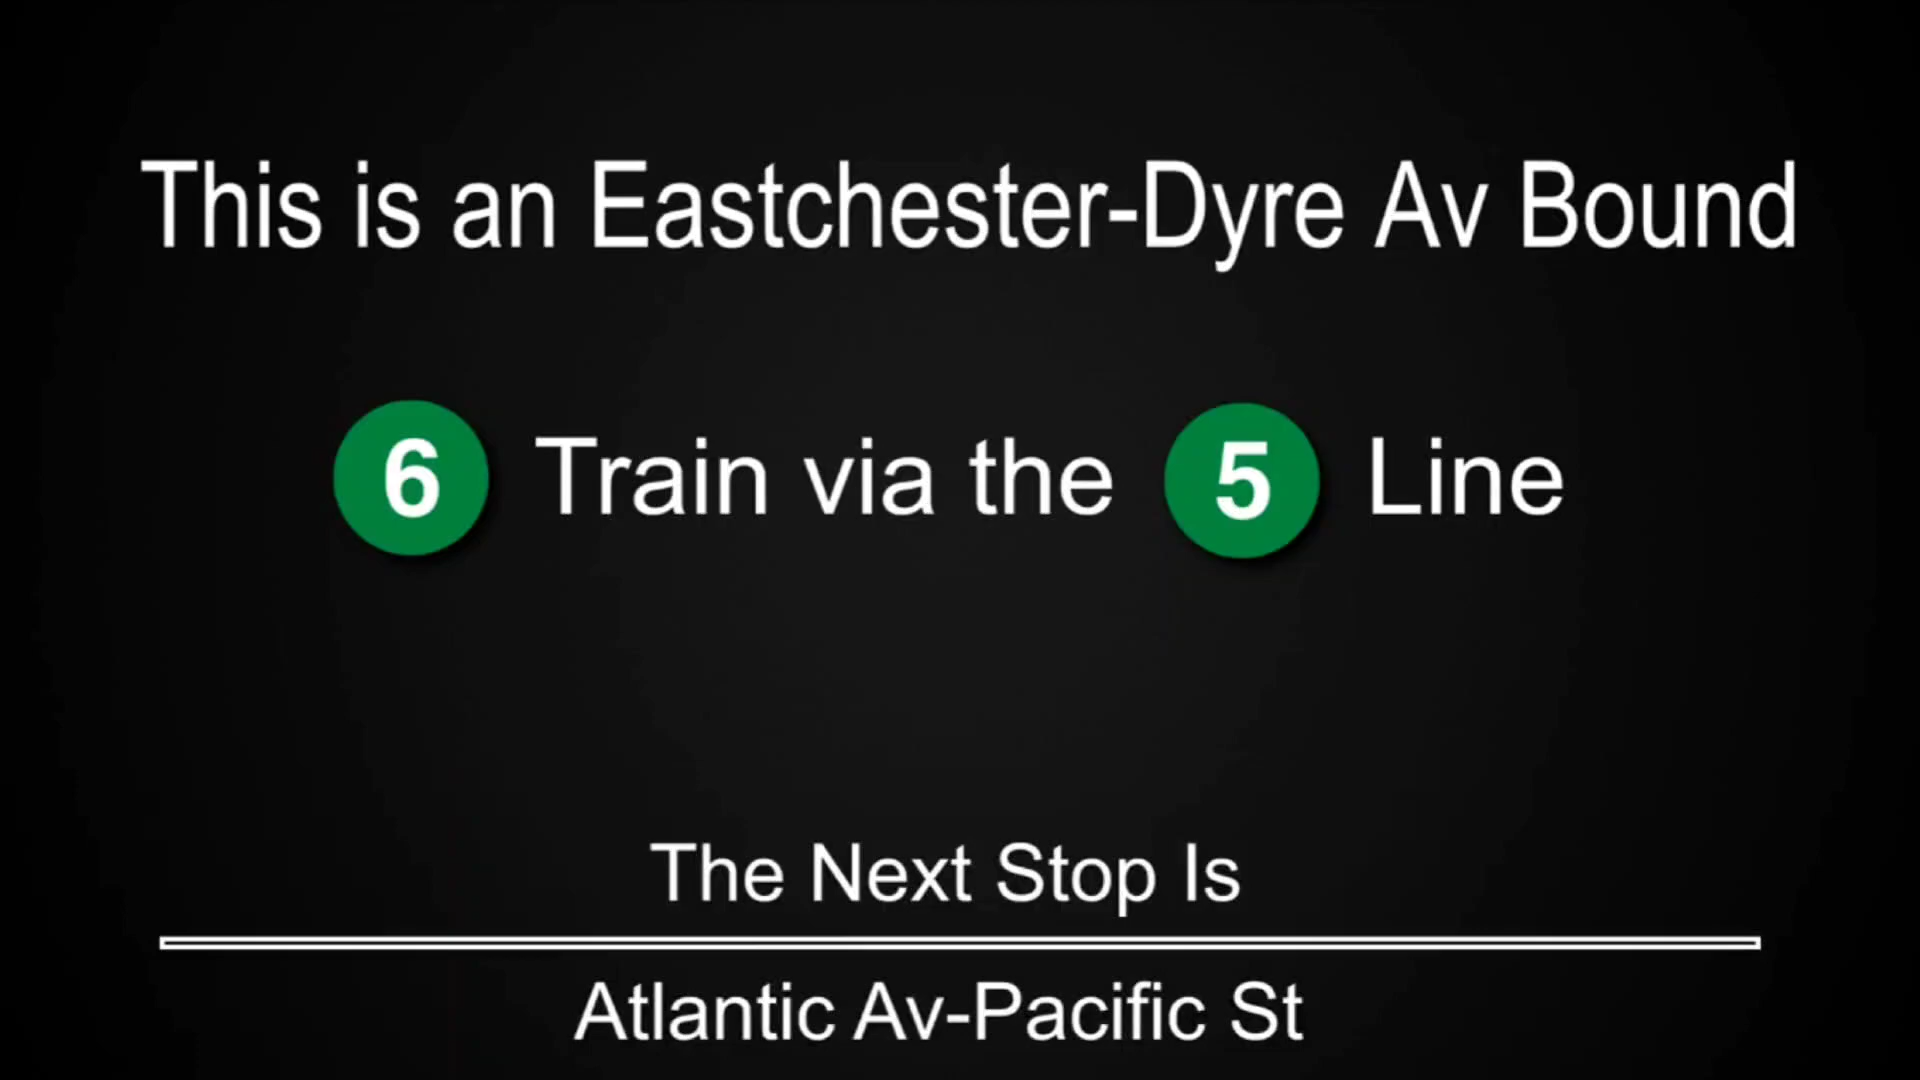 This is an Eastchester-Dyre Av Bound
6 Train via the 5 Line
The Next Stop Is
Atlantic Av-Pacific St